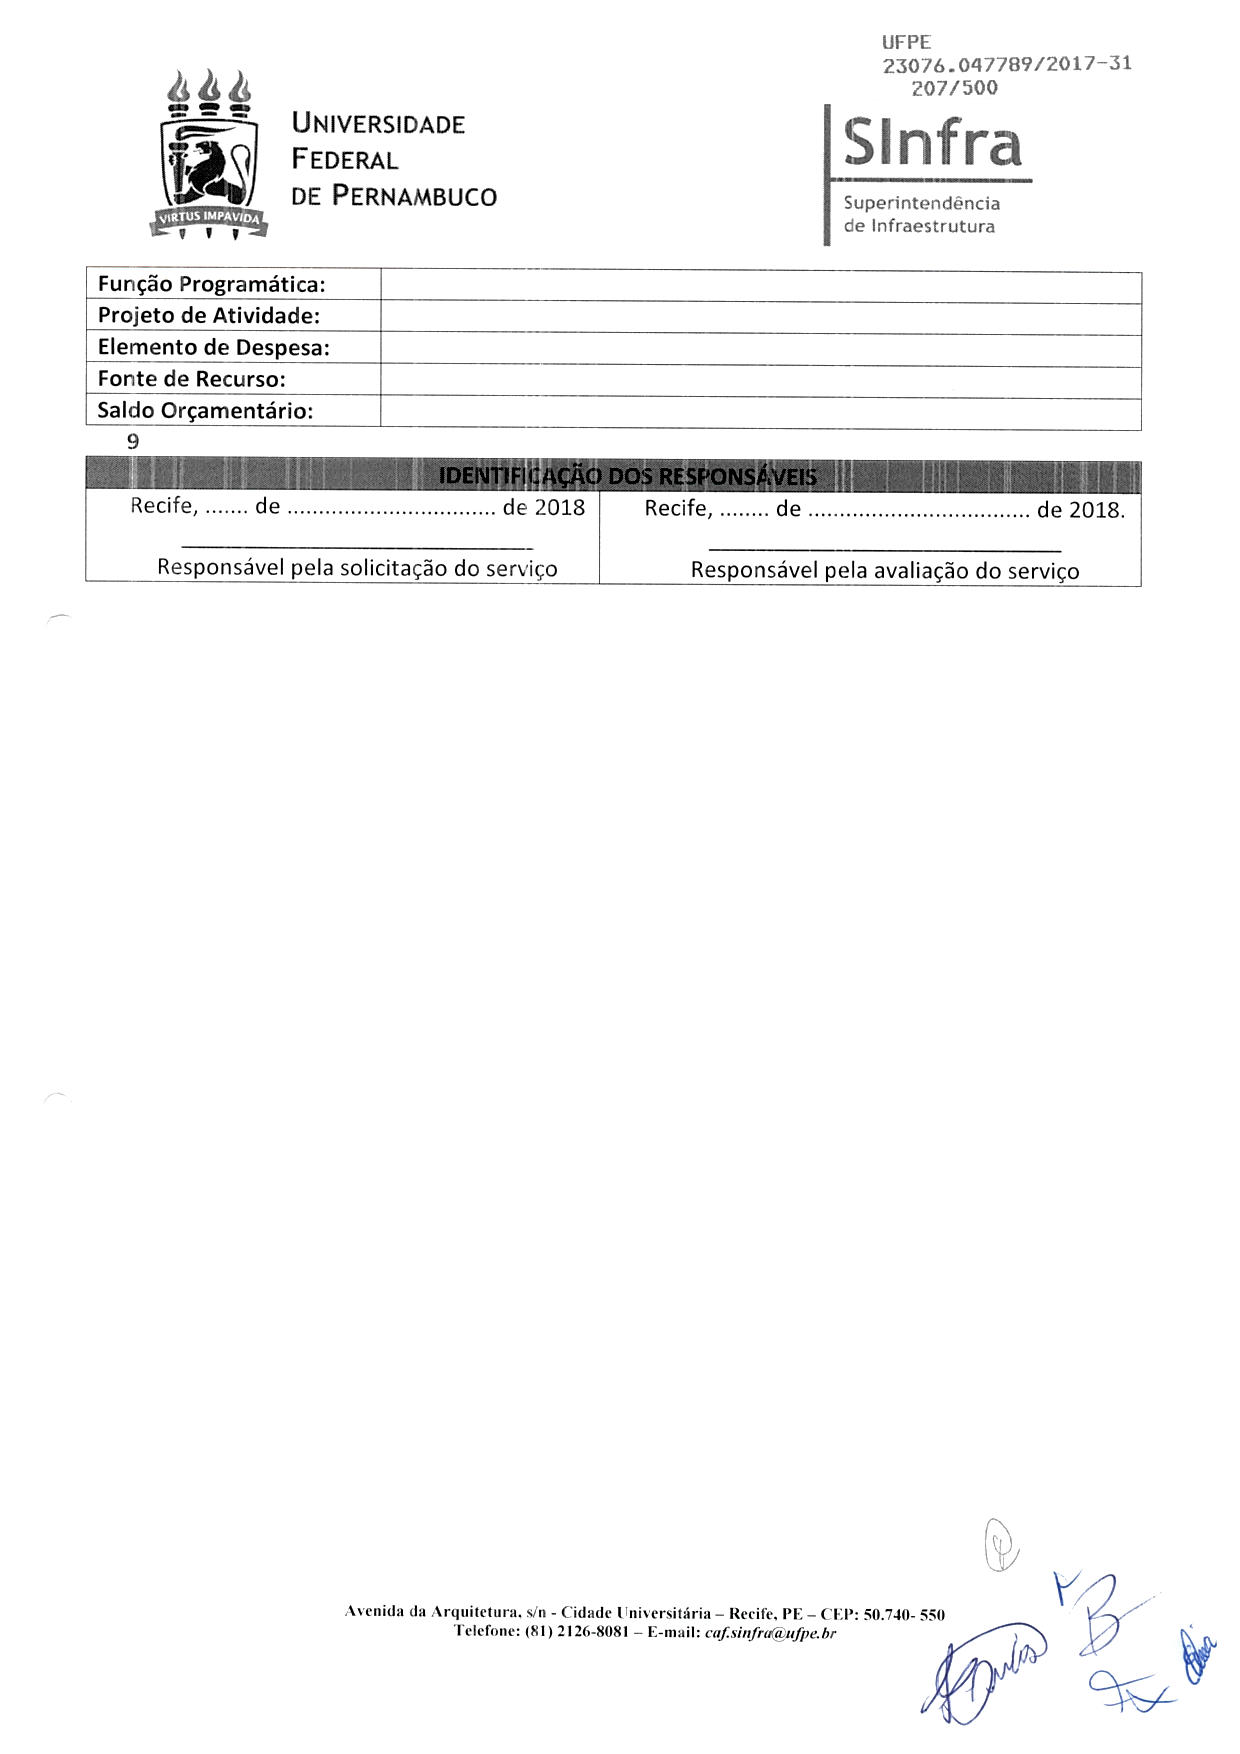 UFPE
23076.047789/2017-31
207/500
UNIVERSIDADE
FEDERAL
DE PERNAMBUCO
VIRTUS IMPAVIDA
SInfra
Superintendência
de Infraestrutura
Função Programática:
Projeto de Atividade:
Elemento de Despesa:
Fonte de Recurso:
Saldo Orçamentário:
9
IDENTIFICAÇÃO DOS RESPONSÁVEIS
Recife, ....... de ................................. de 2018
Responsável pela solicitação do serviço
Recife, ........ de ................................... de 2018.
Responsável pela avaliação do serviço
Avenida da Arquitetura, s/n - Cidade Universitária – Recife, PE – CEP: 50.740- 550
Telefone: (81) 2126-8081 – E-mail: caf.sinfra@ufpe.br